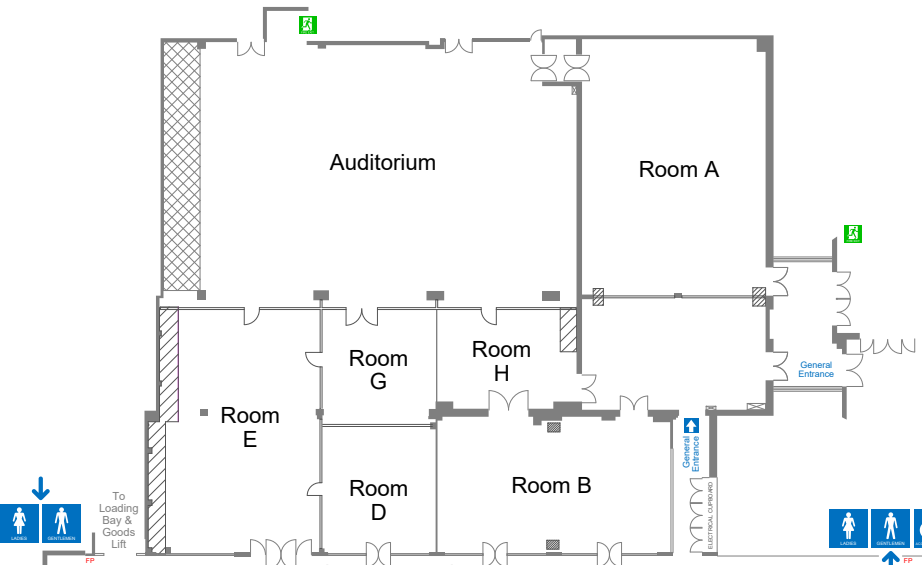 Auditorium
Room A
Room
G
Room
H
General
Entrance
Room
E
General
Entrance
Room
D
Room B
ELECTRICAL CUPBOARD
To
Loading
Bay &
Goods
Lift
LADIES
GENTLEMEN
LADIES
GENTLEMEN
FP
FP